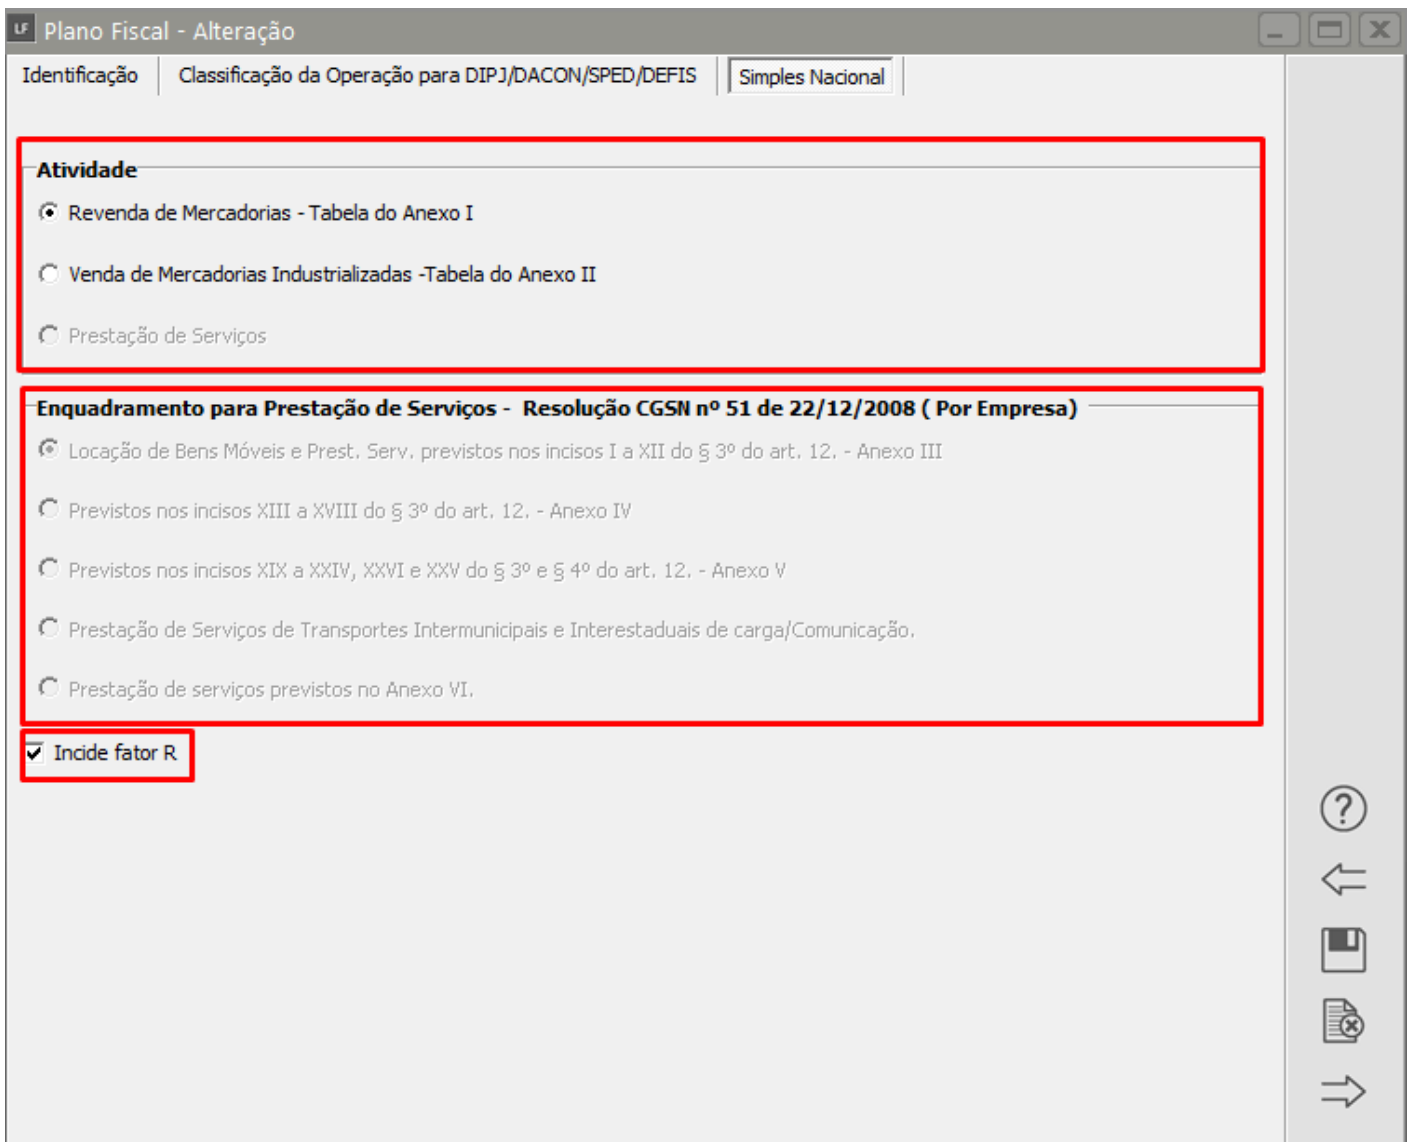 LF Plano Fiscal - Alteração
Identificação Classificação da Operação para DIPJ/DACON/SPED/DEFIS Simples Nacional
Atividade
Revenda de Mercadorias - Tabela do Anexo I
Venda de Mercadorias Industrializadas -Tabela do Anexo II
Prestação de Serviços
Enquadramento para Prestação de Serviços - Resolução CGSN nº 51 de 22/12/2008 ( Por Empresa)
Locação de Bens Móveis e Prest. Serv. previstos nos incisos I a XII do § 3º do art. 12. - Anexo III
Previstos nos incisos XIII a XVIII do § 3º do art. 12. - Anexo IV
Previstos nos incisos XIX a XXIV, XXVI e XXV do § 3º e § 4º do art. 12. - Anexo V
Prestação de Serviços de Transportes Intermunicipais e Interestaduais de carga/Comunicação.
Prestação de serviços previstos no Anexo VI.
Incide fator R